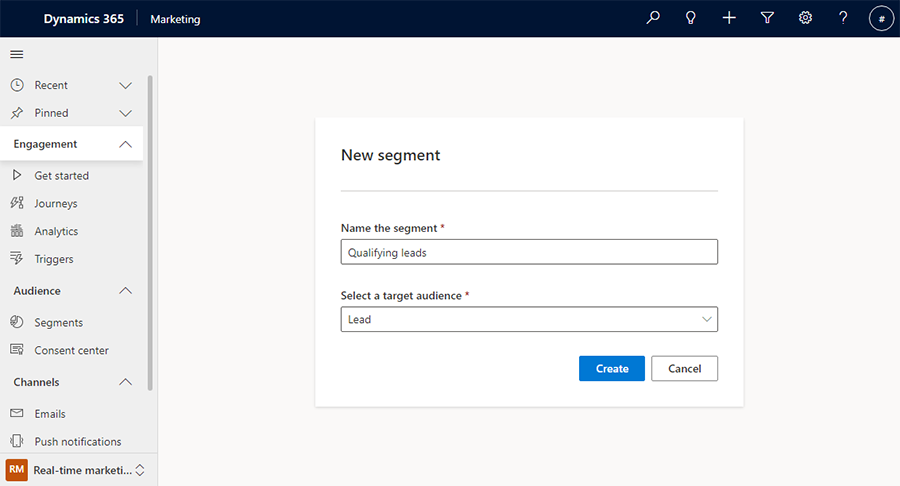 Dynamics 365 Marketing
#
Recent
Pinned
Engagement
Get started
Journeys
Analytics
Triggers
Audience
Segments
Consent center
Channels
Emails
Push notifications
RM Real-time marketi...
New segment
Name the segment *
Qualifying leads
Select a target audience *
Lead
Create Cancel